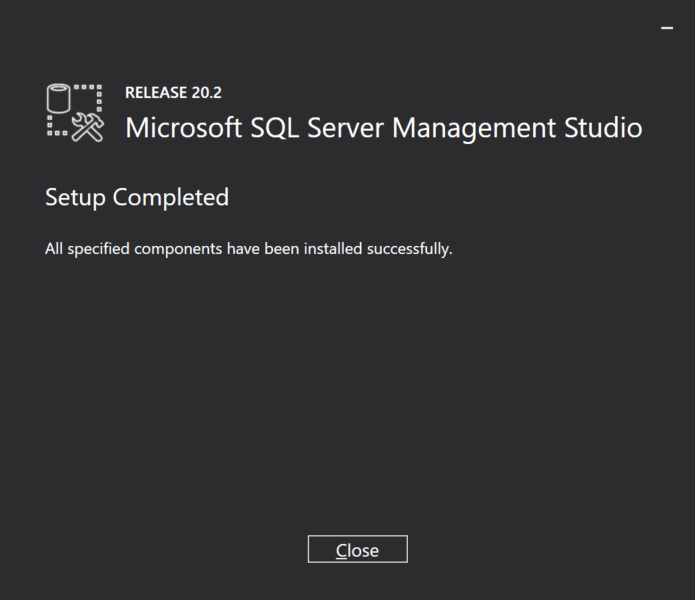 RELEASE 20.2
Microsoft SQL Server Management Studio
Setup Completed
All specified components have been installed successfully.
Close